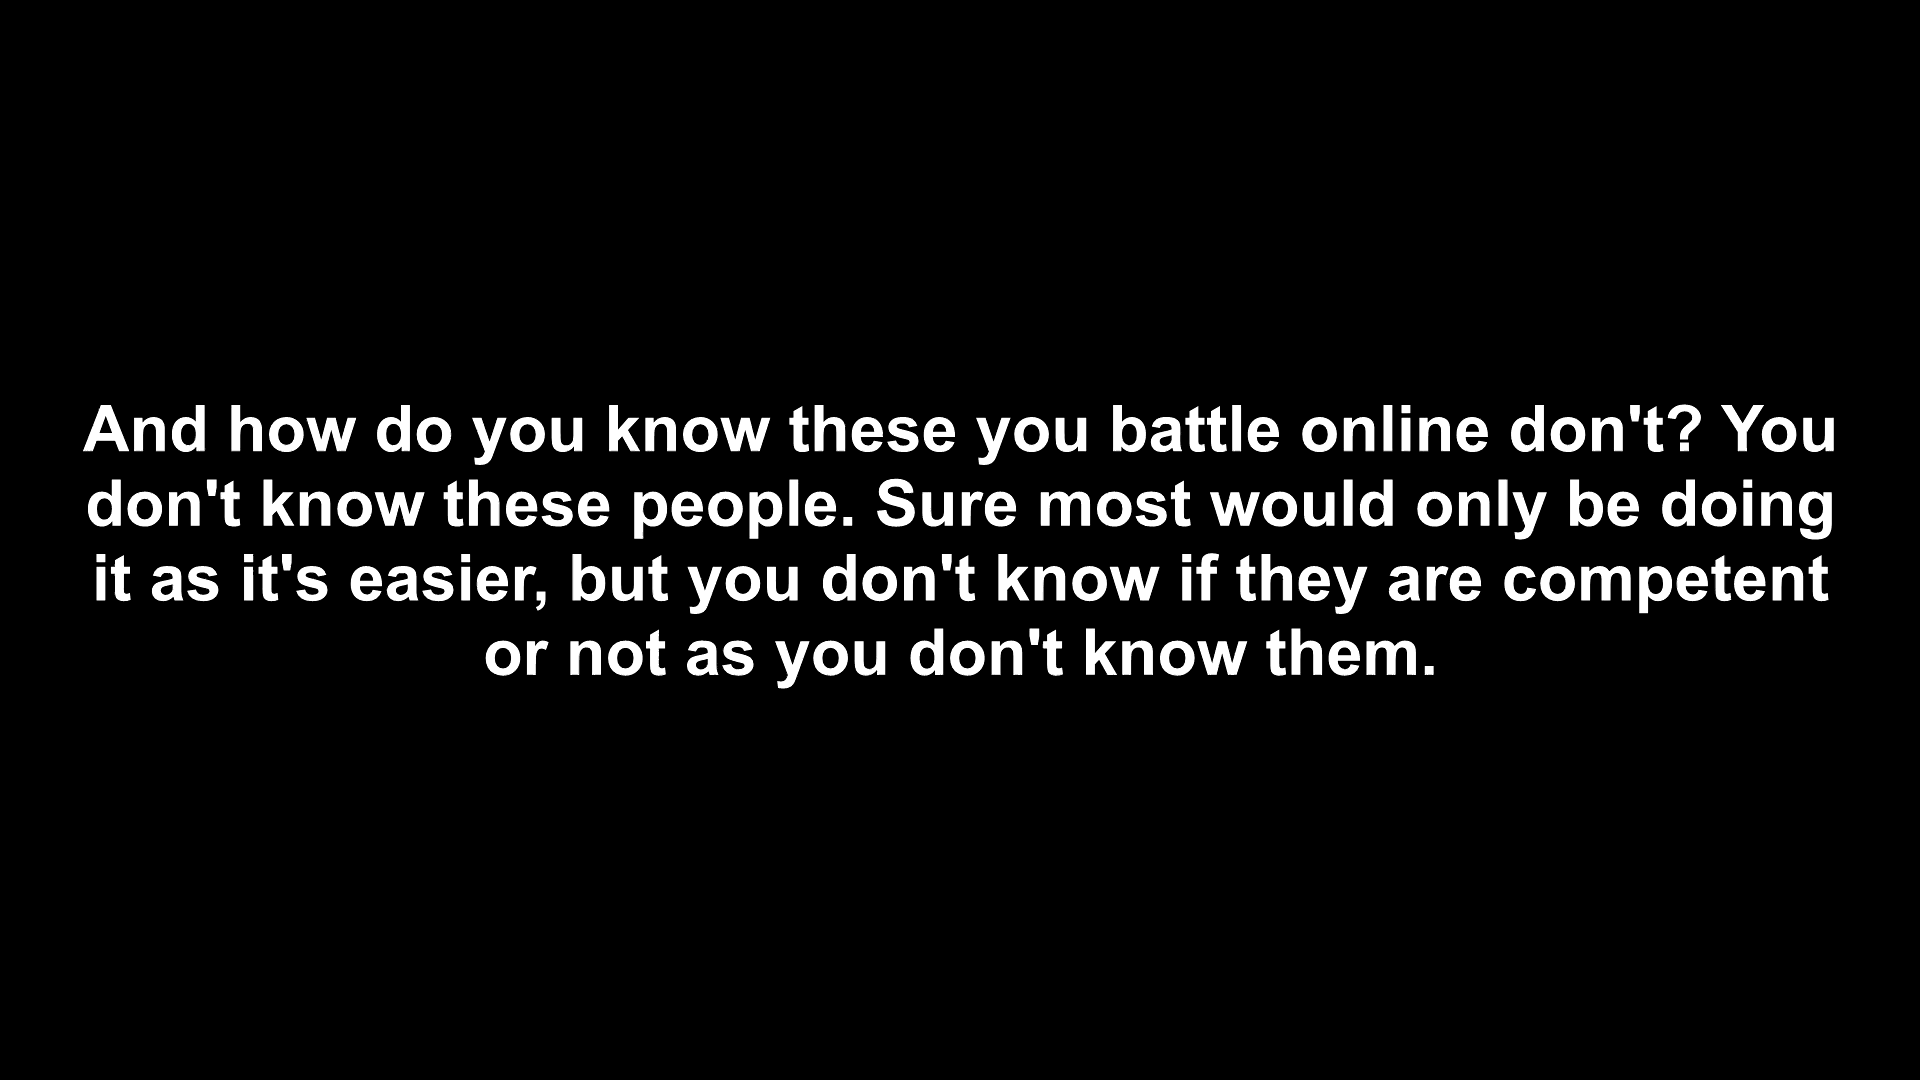 And how do you know these you battle online don't? You
don't know these people. Sure most would only be doing
it as it's easier, but you don't know if they are competent
or not as you don't know them.